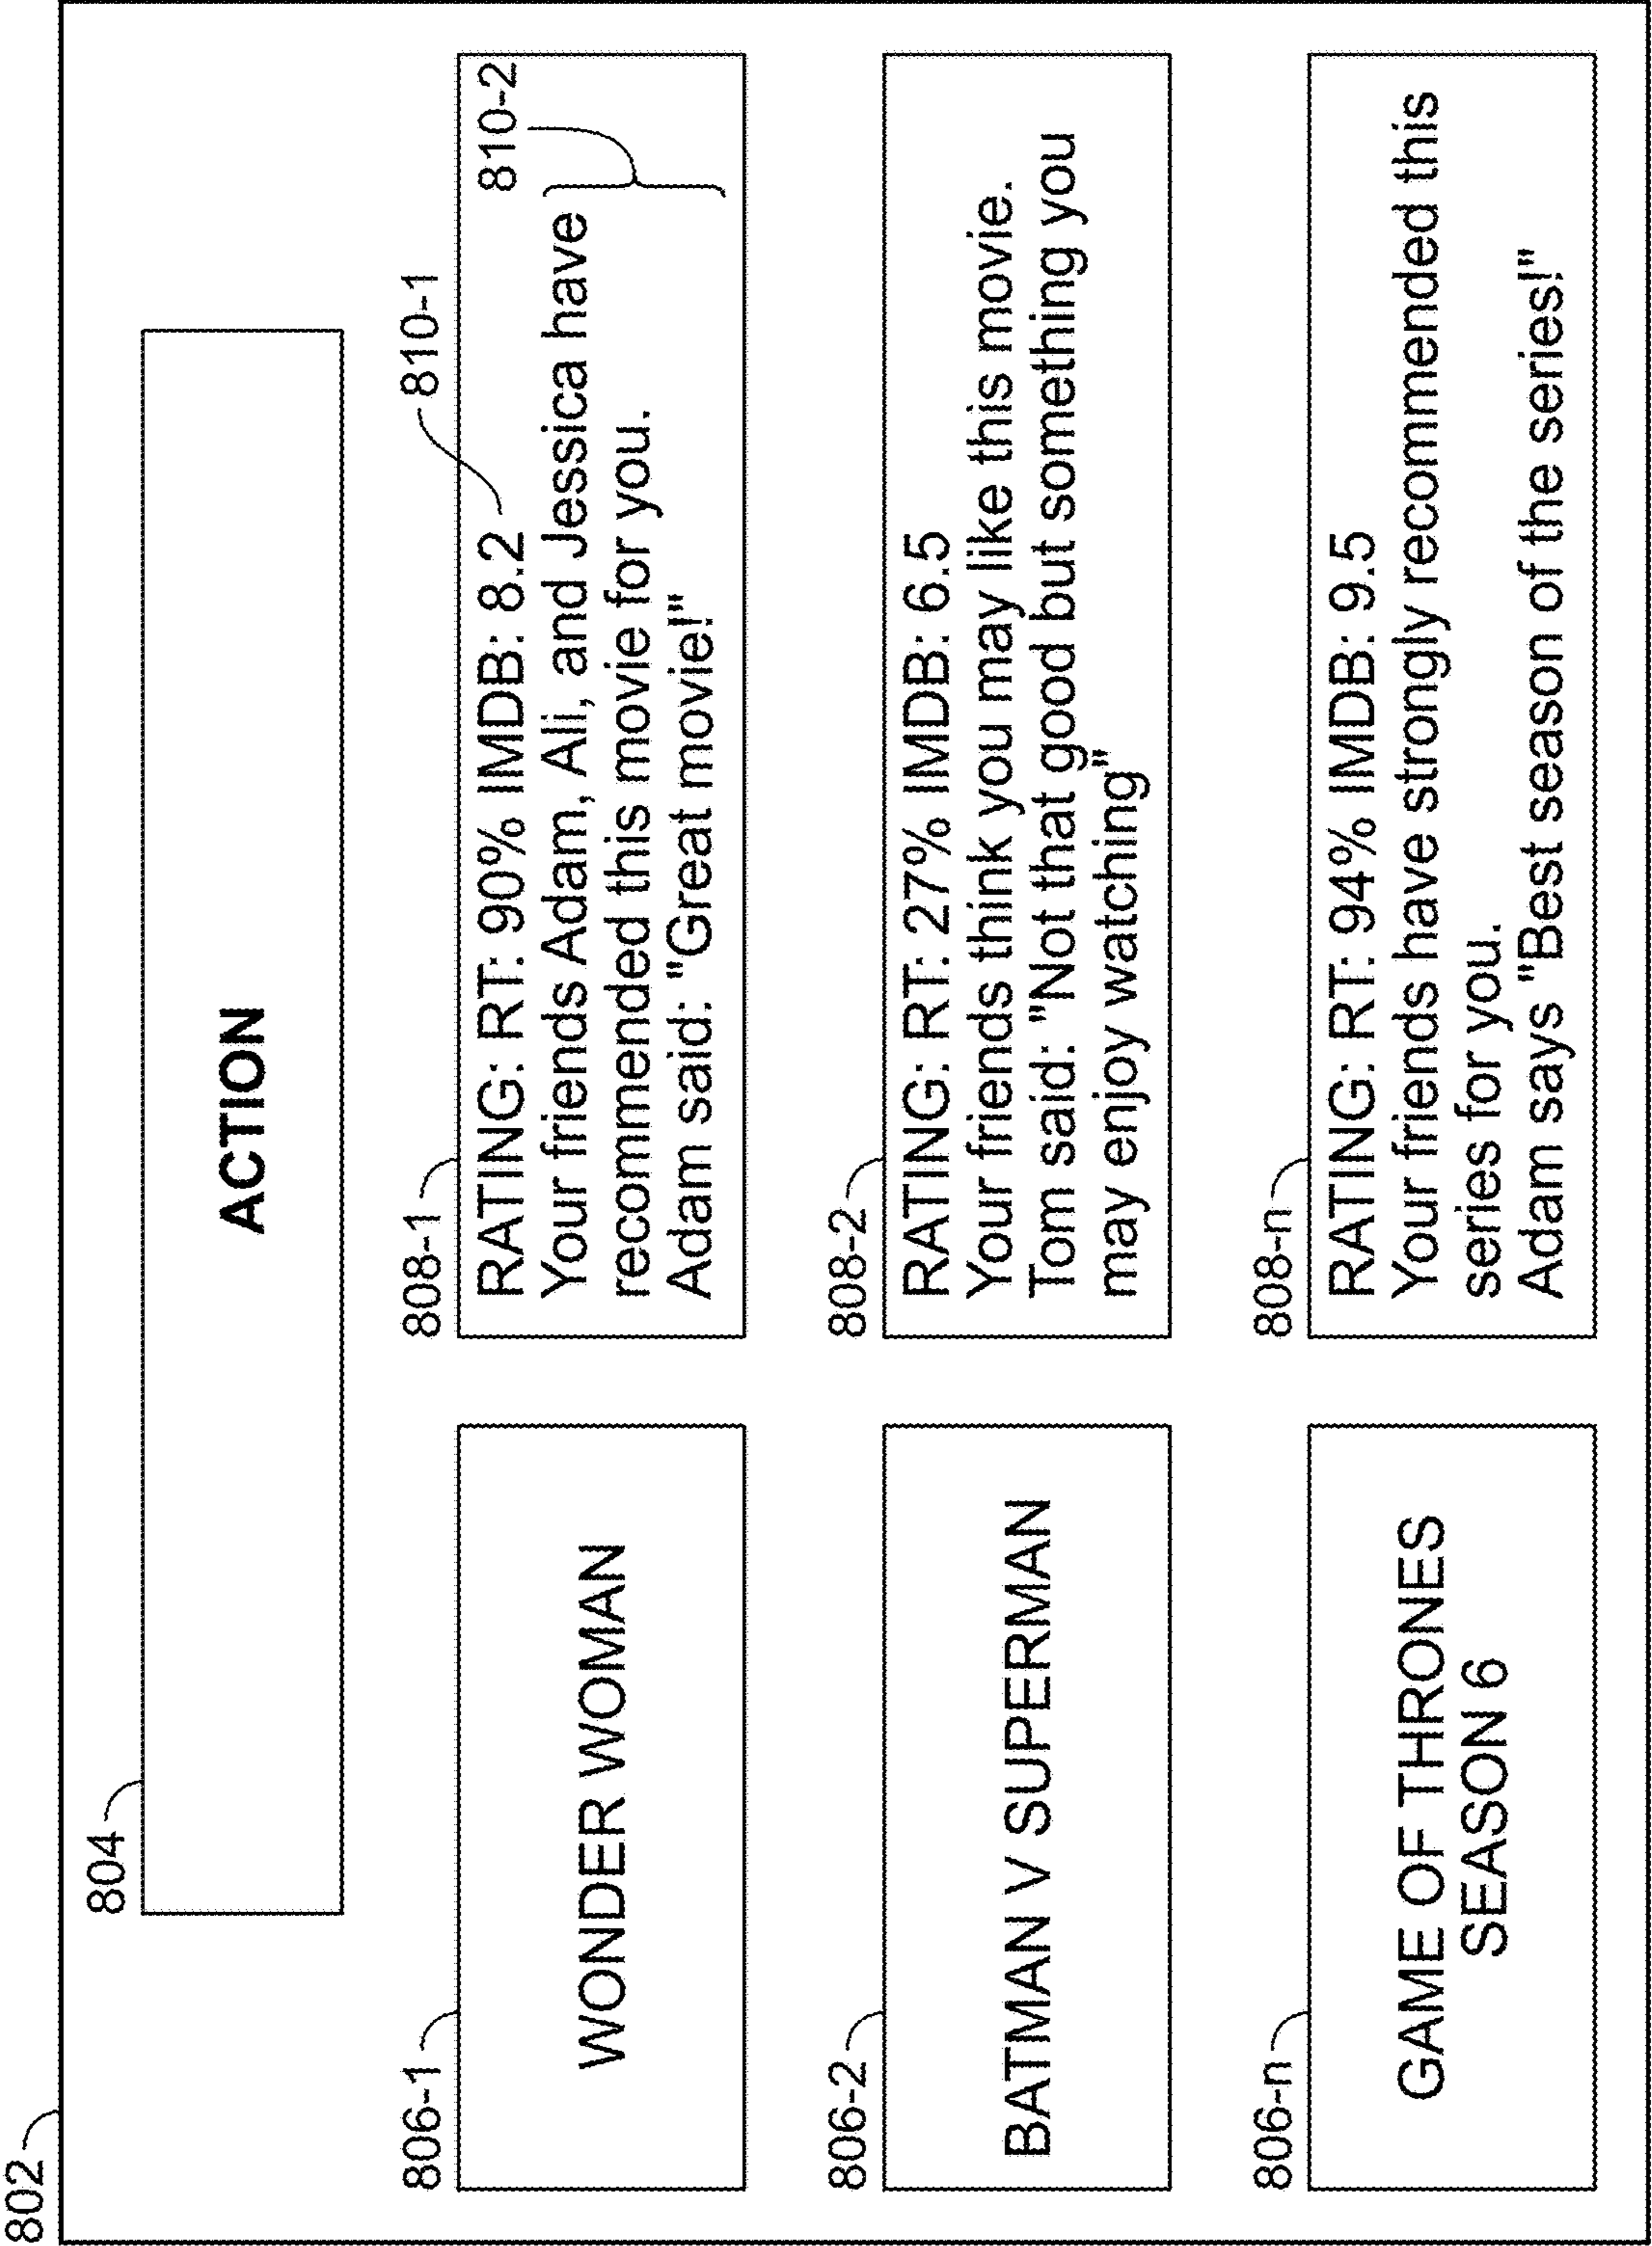 802
804
ACTION
806-1
WONDER WOMAN
808-1
810-1
810-2
RATING: RT: 90% IMDB: 8.2
Your friends Adam, Ali, and Jessica have
recommended this movie for you.
Adam said: "Great movie!"
806-2
BATMAN V SUPERMAN
808-2
RATING: RT: 27% IMDB: 6.5
Your friends think you may like this movie.
Tom said: "Not that good but something you
may enjoy watching"
806-n
GAME OF THRONES
SEASON 6
808-n
RATING: RT: 94% IMDB: 9.5
Your friends have strongly recommended this
series for you.
Adam says "Best season of the series!"